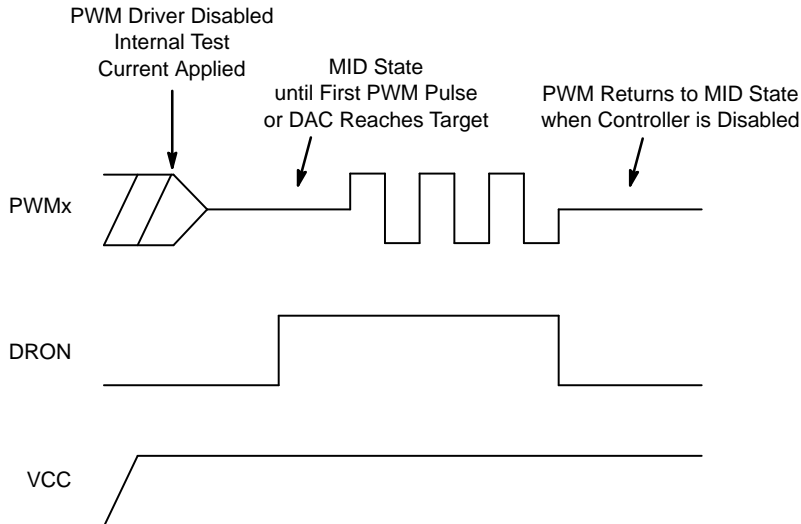 PWM Driver Disabled
Internal Test
Current Applied
MID State
until First PWM Pulse
or DAC Reaches Target
PWM Returns to MID State
when Controller is Disabled
PWMx
DRON
VCC